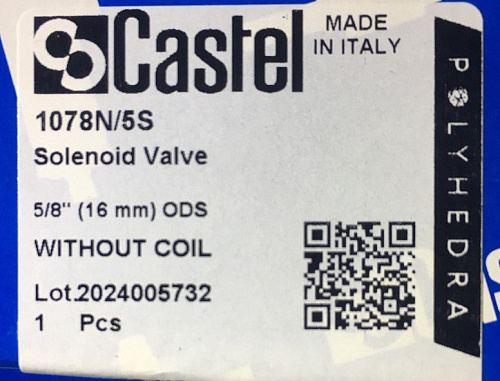 Castel
MADE
IN ITALY
1078N/5S
Solenoid Valve
5/8" (16 mm) ODS
WITHOUT COIL
Lot.2024005732
1 Pcs
POLYHEDRA